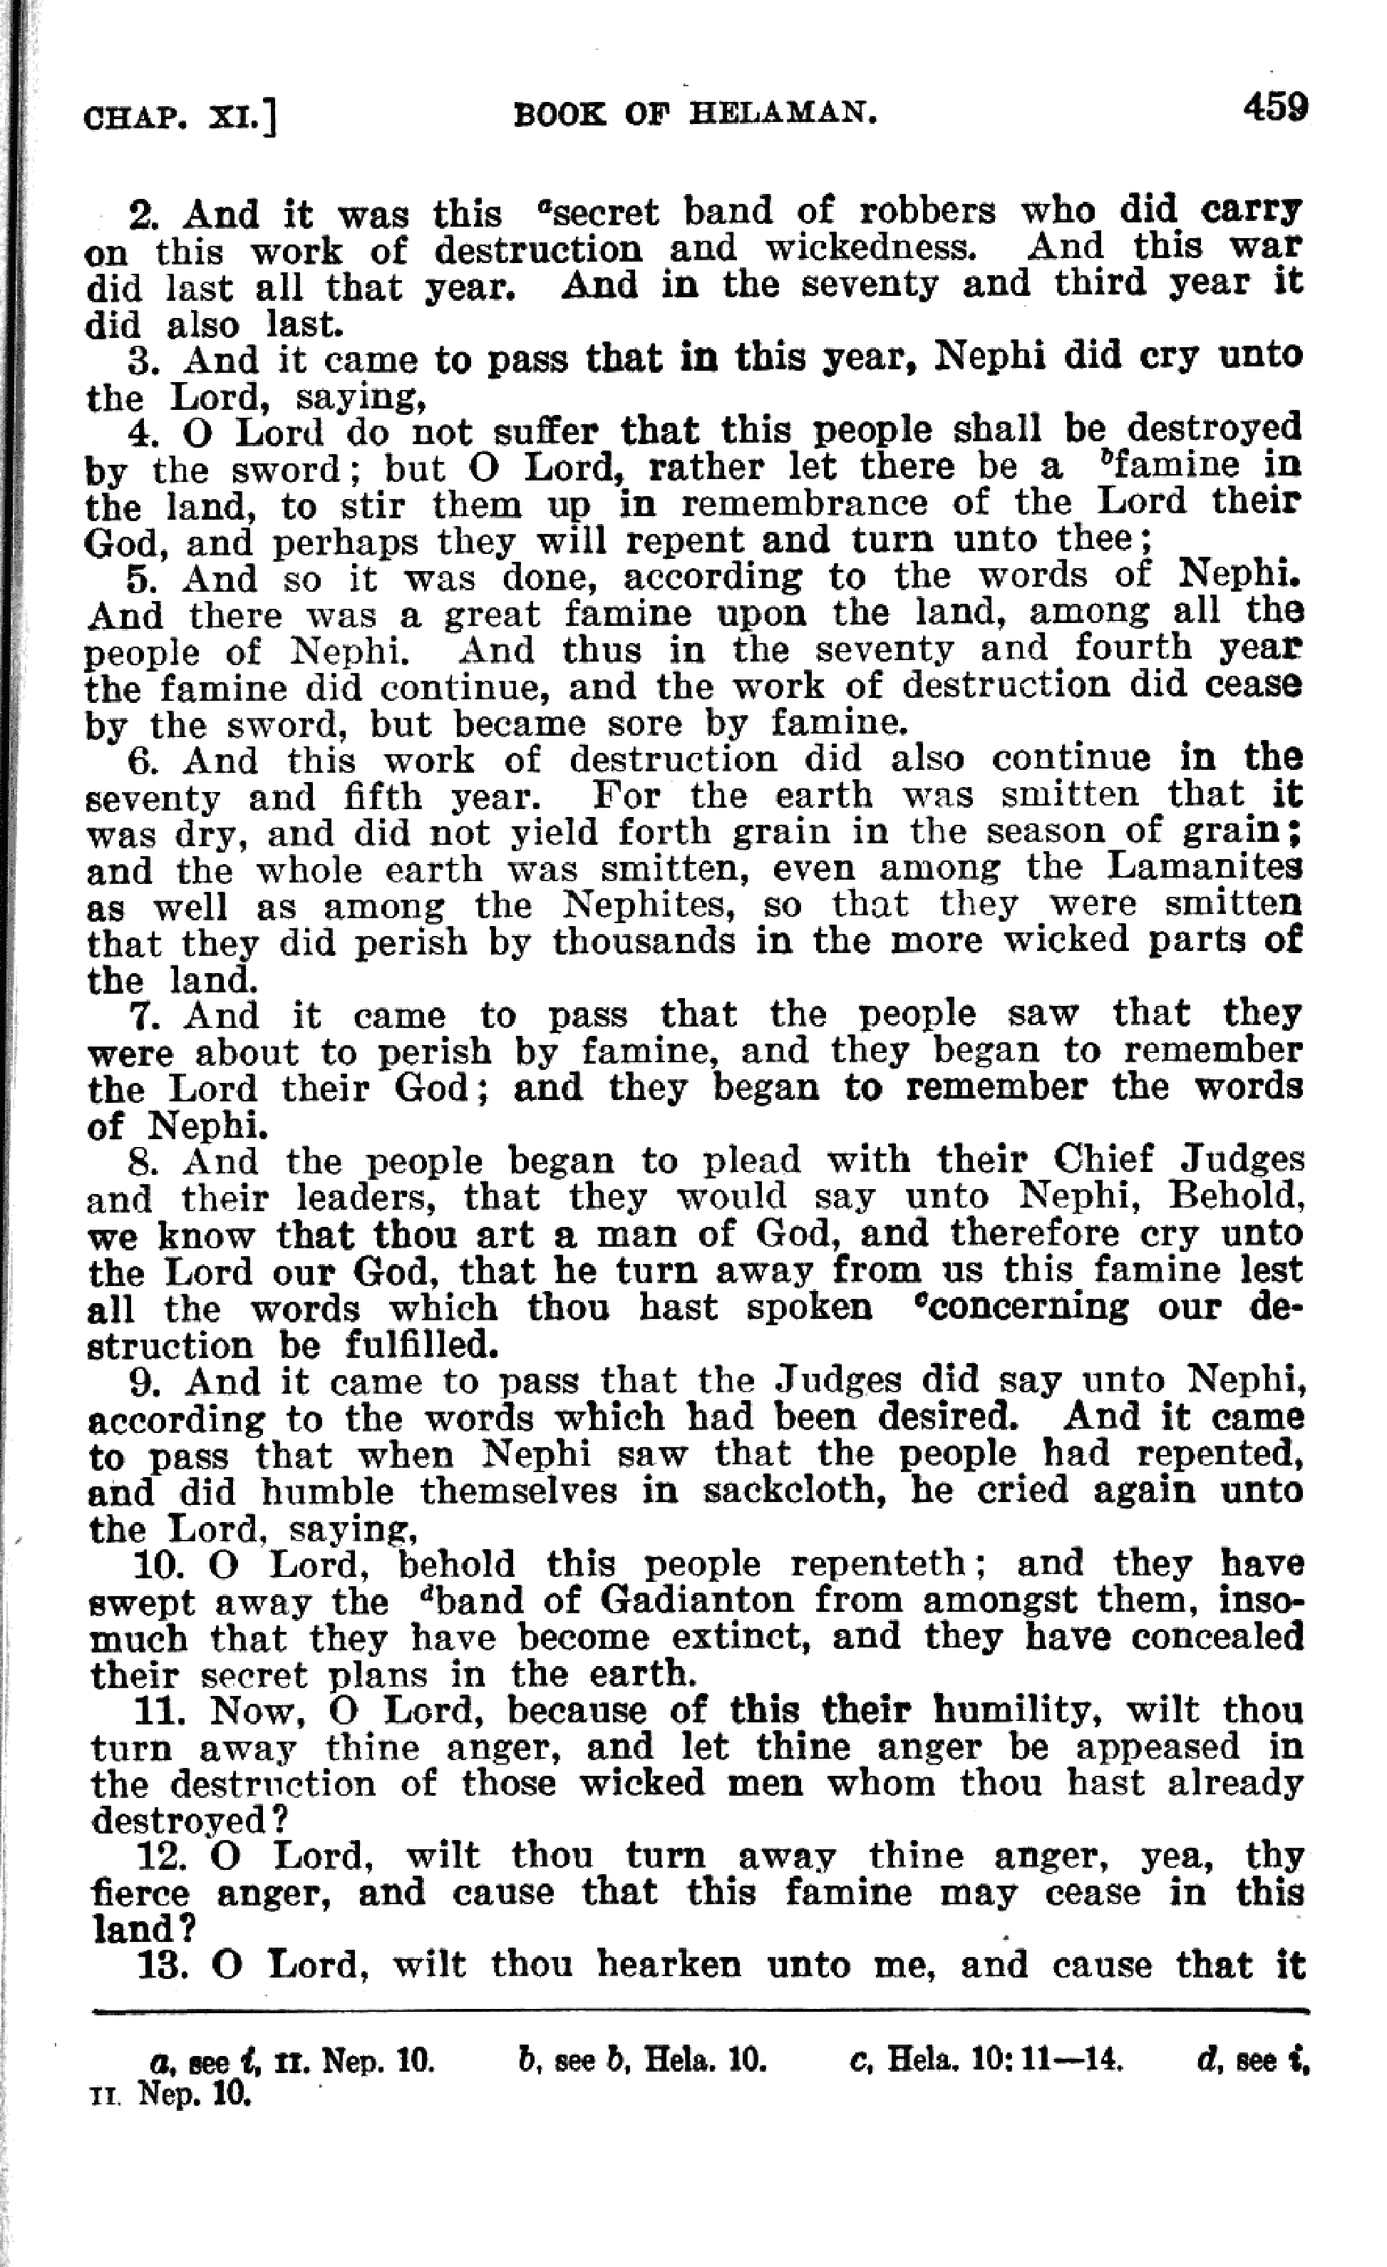 CHAP. XI.] BOOK OF HELAMAN. 459
2. And it was this ᵃsecret band of robbers who did carry
on this work of destruction and wickedness. And this war
did last all that year. And in the seventy and third year it
did also last.
3. And it came to pass that in this year, Nephi did cry unto
the Lord, saying,
4. O Lord do not suffer that this people shall be destroyed
by the sword; but O Lord, rather let there be a ᵇfamine in
the land, to stir them up in remembrance of the Lord their
God, and perhaps they will repent and turn unto thee;
5. And so it was done, according to the words of Nephi.
And there was a great famine upon the land, among all the
people of Nephi. And thus in the seventy and fourth year
the famine did continue, and the work of destruction did cease
by the sword, but became sore by famine.
6. And this work of destruction did also continue in the
seventy and fifth year. For the earth was smitten that it
was dry, and did not yield forth grain in the season of grain;
and the whole earth was smitten, even among the Lamanites
as well as among the Nephites, so that they were smitten
that they did perish by thousands in the more wicked parts of
the land.
7. And it came to pass that the people saw that they
were about to perish by famine, and they began to remember
the Lord their God; and they began to remember the words
of Nephi.
8. And the people began to plead with their Chief Judges
and their leaders, that they would say unto Nephi, Behold,
we know that thou art a man of God, and therefore cry unto
the Lord our God, that he turn away from us this famine lest
all the words which thou hast spoken ᶜconcerning our de-
struction be fulfilled.
9. And it came to pass that the Judges did say unto Nephi,
according to the words which had been desired. And it came
to pass that when Nephi saw that the people had repented,
and did humble themselves in sackcloth, he cried again unto
the Lord, saying,
10. O Lord, behold this people repenteth; and they have
swept away the ᵈband of Gadianton from amongst them, inso-
much that they have become extinct, and they have concealed
their secret plans in the earth.
11. Now, O Lord, because of this their humility, wilt thou
turn away thine anger, and let thine anger be appeased in
the destruction of those wicked men whom thou hast already
destroyed?
12. O Lord, wilt thou turn away thine anger, yea, thy
fierce anger, and cause that this famine may cease in this
land?
13. O Lord, wilt thou hearken unto me, and cause that it
a, see i, II. Nep. 10. b, see b, Hela. 10. c, Hela. 10: 11—14. d, see i,
II. Nep. 10.